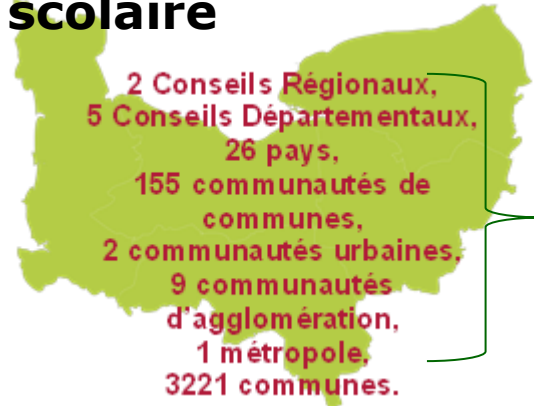 scolaire
2 Conseils Régionaux,
5 Conseils Départementaux,
26 pays,
155 communautés de
communes,
2 communautés urbaines,
9 communautés
d'agglomération,
1 métropole,
3221 communes.